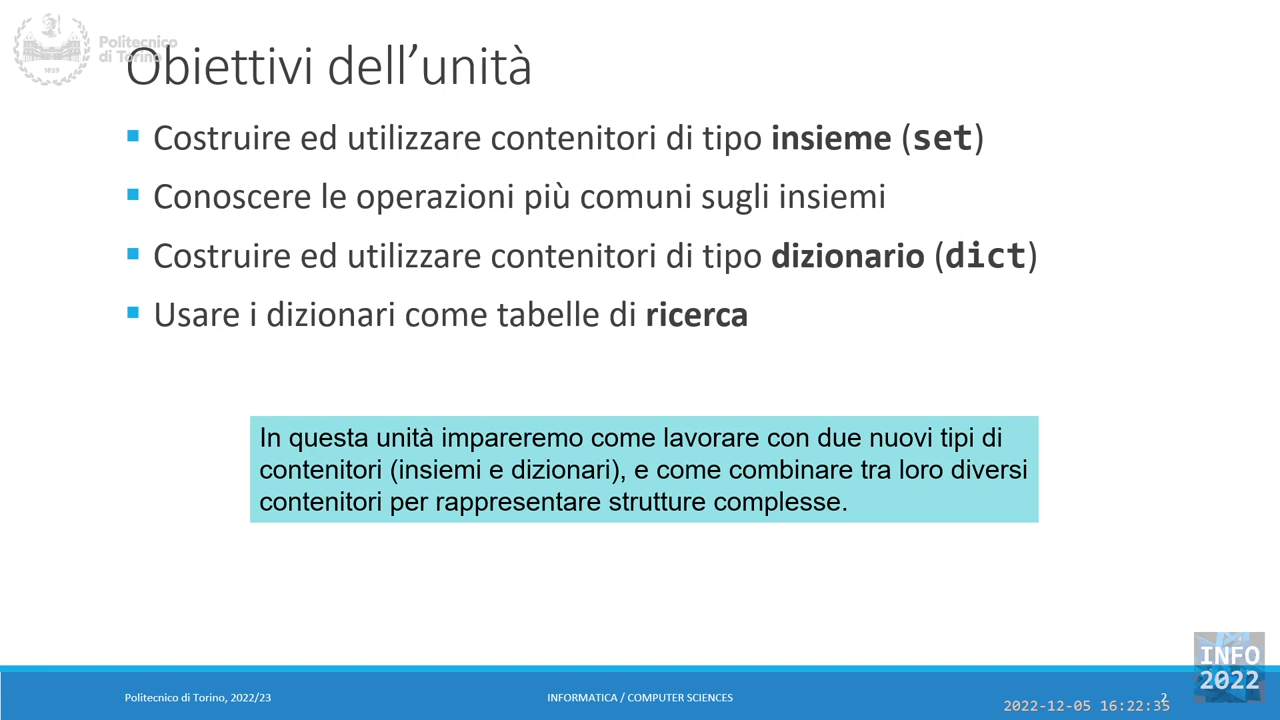 Politecnico
di Torino
1859
Obiettivi dell'unità
Costruire ed utilizzare contenitori di tipo insieme (set)
Conoscere le operazioni più comuni sugli insiemi
Costruire ed utilizzare contenitori di tipo dizionario (dict)
Usare i dizionari come tabelle di ricerca
In questa unità impareremo come lavorare con due nuovi tipi di
contenitori (insiemi e dizionari), e come combinare tra loro diversi
contenitori per rappresentare strutture complesse.
INFO
2022
Politecnico di Torino, 2022/23
INFORMATICA / COMPUTER SCIENCES
2
2022-12-05 16:22:35